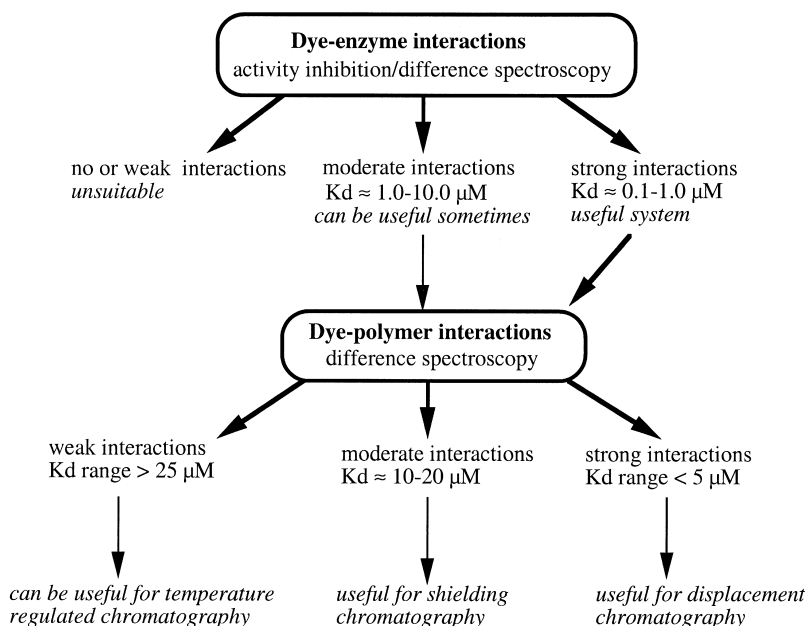 Dye-enzyme interactions
activity inhibition/difference spectroscopy
no or weak interactions
unsuitable
moderate interactions
Kd ≈ 1.0-10.0 μM
can be useful sometimes
strong interactions
Kd ≈ 0.1-1.0 μM
useful system
Dye-polymer interactions
difference spectroscopy
weak interactions
Kd range > 25 μM
moderate interactions
Kd ≈ 10-20 μM
strong interactions
Kd range < 5 μM
can be useful for temperature
regulated chromatography
useful for shielding
chromatography
useful for displacement
chromatography